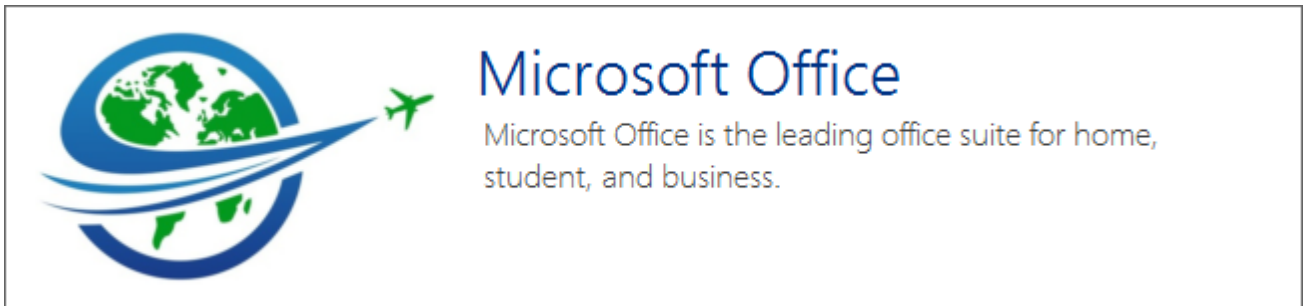 Microsoft Office
Microsoft Office is the leading office suite for home,
student, and business.